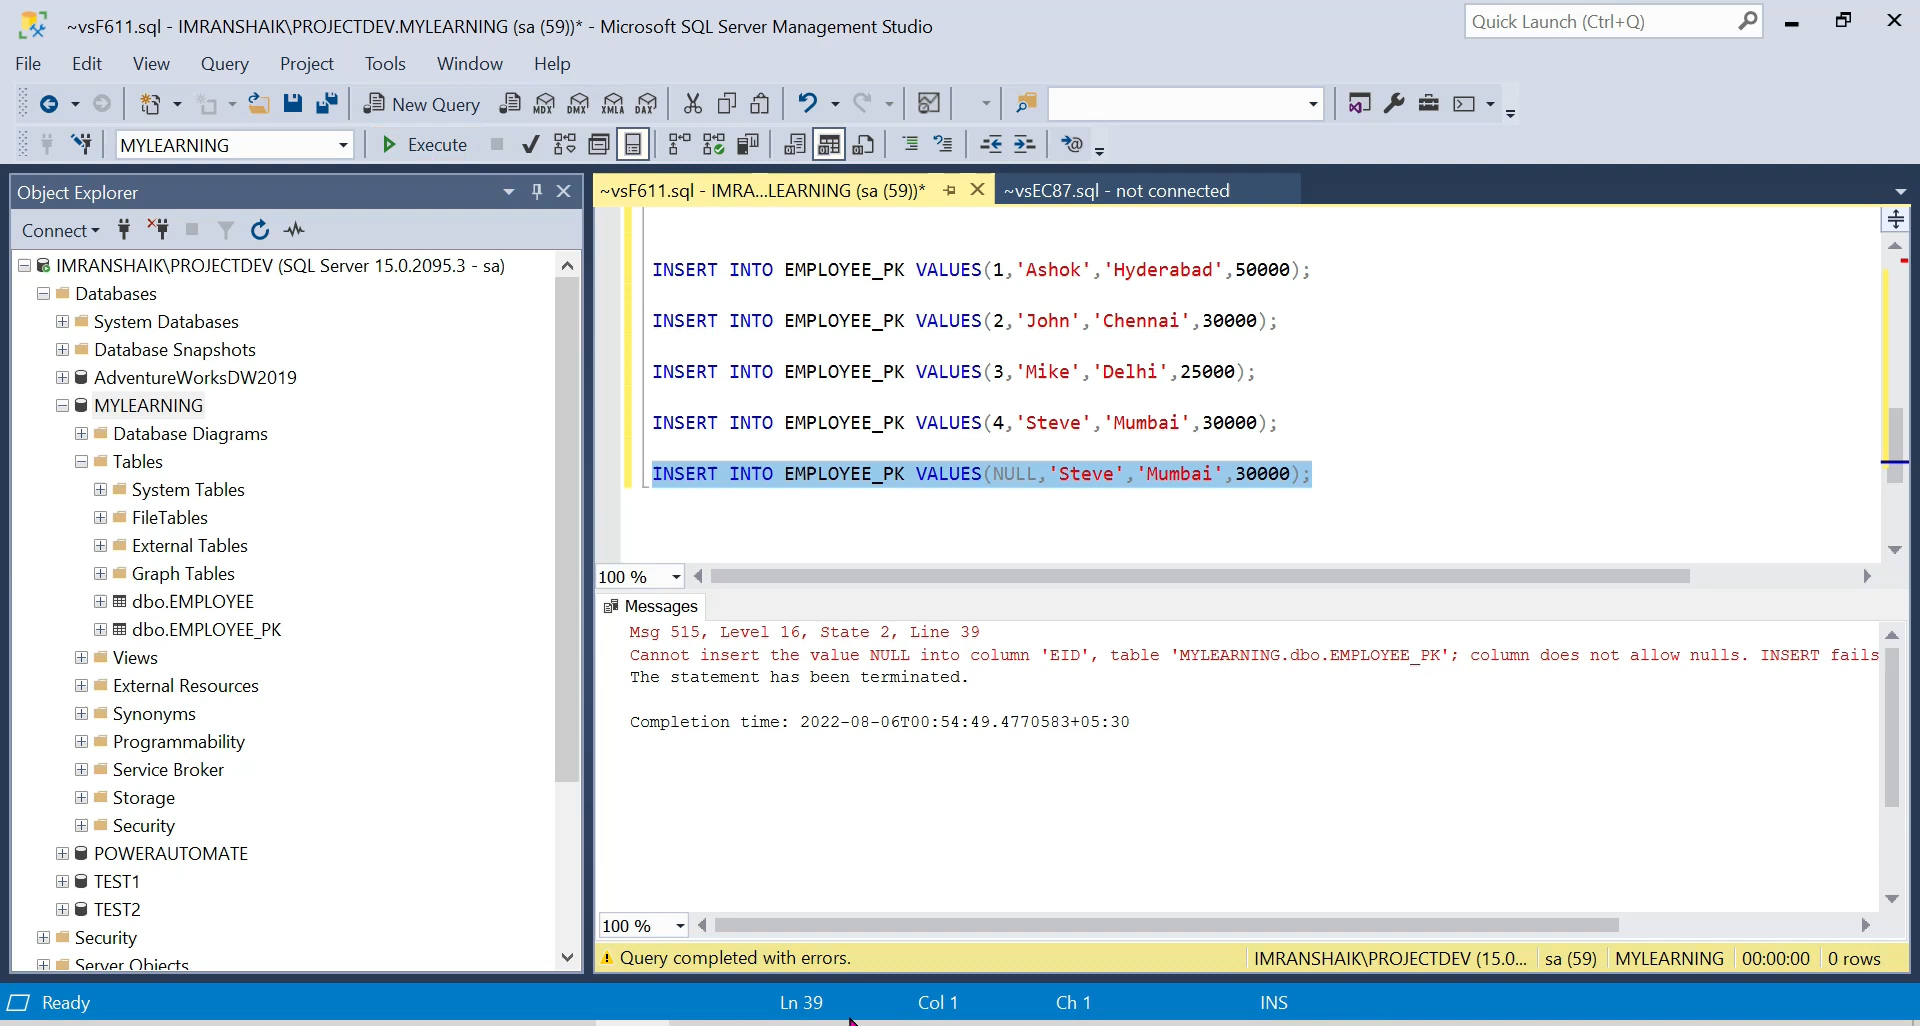 ~vsF611.sql - IMRANSHAIK\PROJECTDEV.MYLEARNING (sa (59))* - Microsoft SQL Server Management Studio
Quick Launch (Ctrl+Q)
File Edit View Query Project Tools Window Help
New Query MDX DMX XMLA DAX
MYLEARNING Execute
Object Explorer
Connect
IMRANSHAIK\PROJECTDEV (SQL Server 15.0.2095.3 - sa)
Databases
System Databases
Database Snapshots
AdventureWorksDW2019
MYLEARNING
Database Diagrams
Tables
System Tables
FileTables
External Tables
Graph Tables
dbo.EMPLOYEE
dbo.EMPLOYEE_PK
Views
External Resources
Synonyms
Programmability
Service Broker
Storage
Security
POWERAUTOMATE
TEST1
TEST2
Security
Server Objects
~vsF611.sql - IMRA...LEARNING (sa (59))* ~vsEC87.sql - not connected
INSERT INTO EMPLOYEE_PK VALUES(1,'Ashok','Hyderabad',50000);
INSERT INTO EMPLOYEE_PK VALUES(2,'John','Chennai',30000);
INSERT INTO EMPLOYEE_PK VALUES(3,'Mike','Delhi',25000);
INSERT INTO EMPLOYEE_PK VALUES(4,'Steve','Mumbai',30000);
INSERT INTO EMPLOYEE_PK VALUES(NULL,'Steve','Mumbai',30000);
100 %
Messages
Msg 515, Level 16, State 2, Line 39
Cannot insert the value NULL into column 'EID', table 'MYLEARNING.dbo.EMPLOYEE_PK'; column does not allow nulls. INSERT fails
The statement has been terminated.
Completion time: 2022-08-06T00:54:49.4770583+05:30
100 %
Query completed with errors. IMRANSHAIK\PROJECTDEV (15.0... sa (59) MYLEARNING 00:00:00 0 rows
Ready Ln 39 Col 1 Ch 1 INS